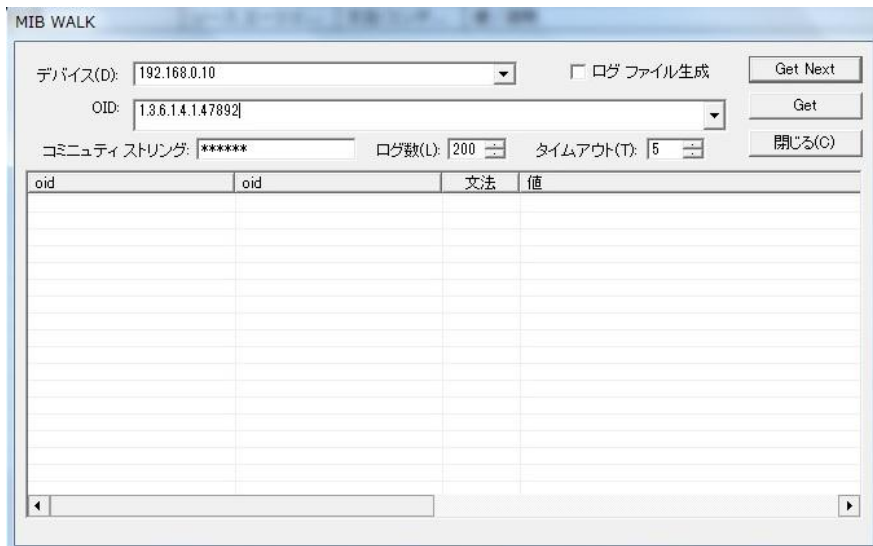 MIB WALK
デバイス(D): 192.168.0.10 ログ ファイル生成 Get Next
OID: 1.3.6.1.4.1.47892 Get
コミニュティ ストリング: ****** ログ数(L): 200 タイムアウト(T): 5 閉じる(C)
oid oid 文法 値